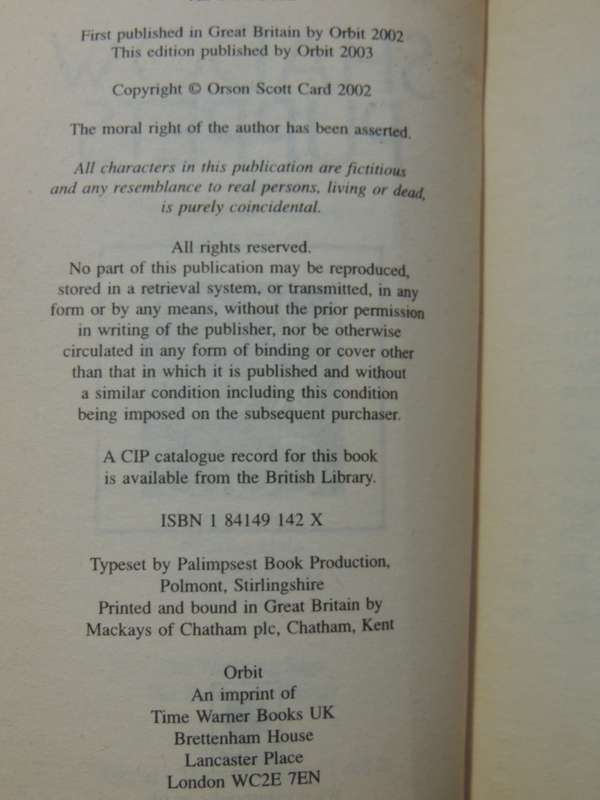 First published in Great Britain by Orbit 2002
This edition published by Orbit 2003
Copyright © Orson Scott Card 2002
The moral right of the author has been asserted.
All characters in this publication are fictitious
and any resemblance to real persons, living or dead,
is purely coincidental.
All rights reserved.
No part of this publication may be reproduced,
stored in a retrieval system, or transmitted, in any
form or by any means, without the prior permission
in writing of the publisher, nor be otherwise
circulated in any form of binding or cover other
than that in which it is published and without
a similar condition including this condition
being imposed on the subsequent purchaser.
A CIP catalogue record for this book
is available from the British Library.
ISBN 1 84149 142 X
Typeset by Palimpsest Book Production,
Polmont, Stirlingshire
Printed and bound in Great Britain by
Mackays of Chatham plc, Chatham, Kent
Orbit
An imprint of
Time Warner Books UK
Brettenham House
Lancaster Place
London WC2E 7EN